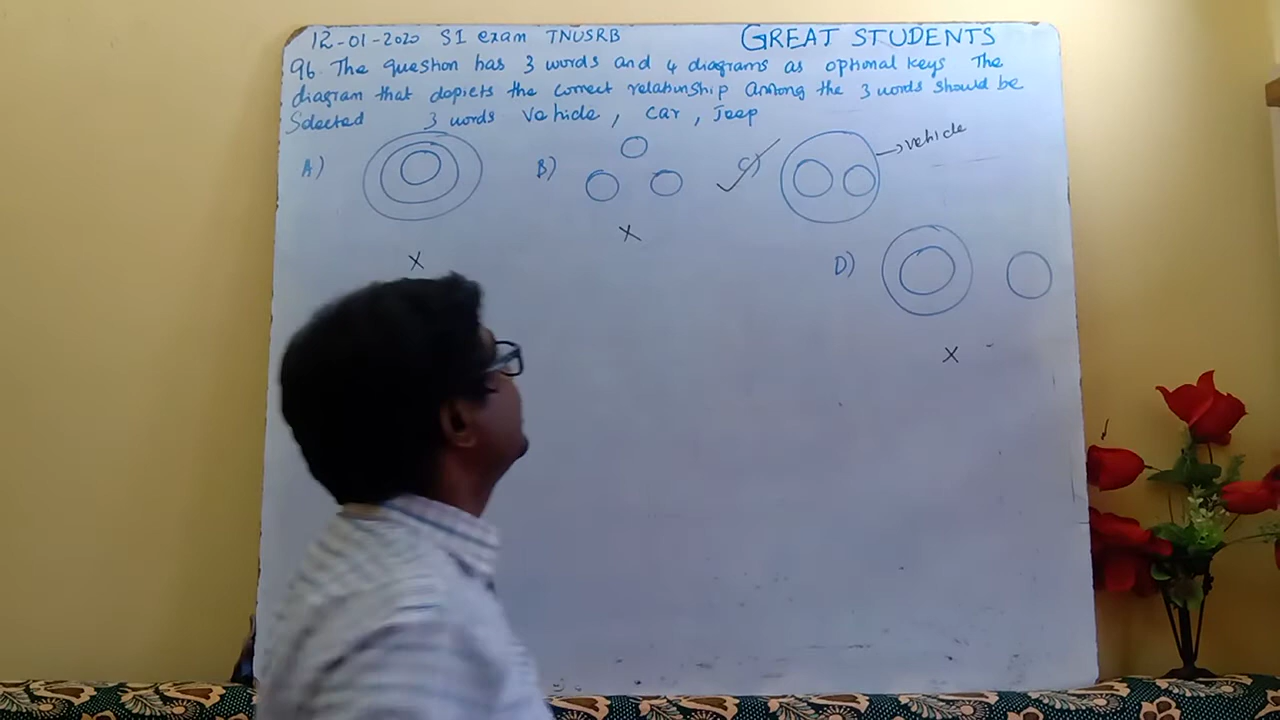 12-01-2020 SI exam TNUSRB GREAT STUDENTS
96. The question has 3 words and 4 diagrams as optional keys The
diagram that depicts the correct relationship among the 3 words should be
Selected 3 words Vehicle, Car, Jeep
A) B) C) → vehicle
X X
D)
X